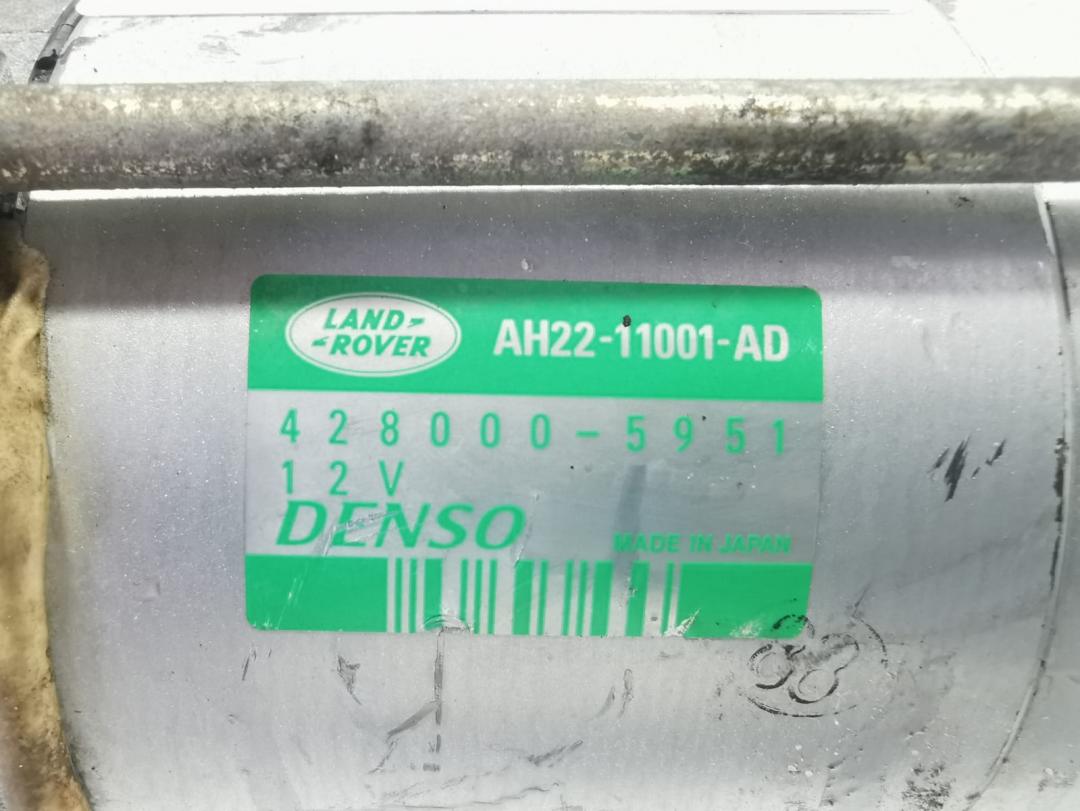 LAND-
-ROVER
AH22-11001-AD
428000-5951
12V
DENSO
MADE IN JAPAN